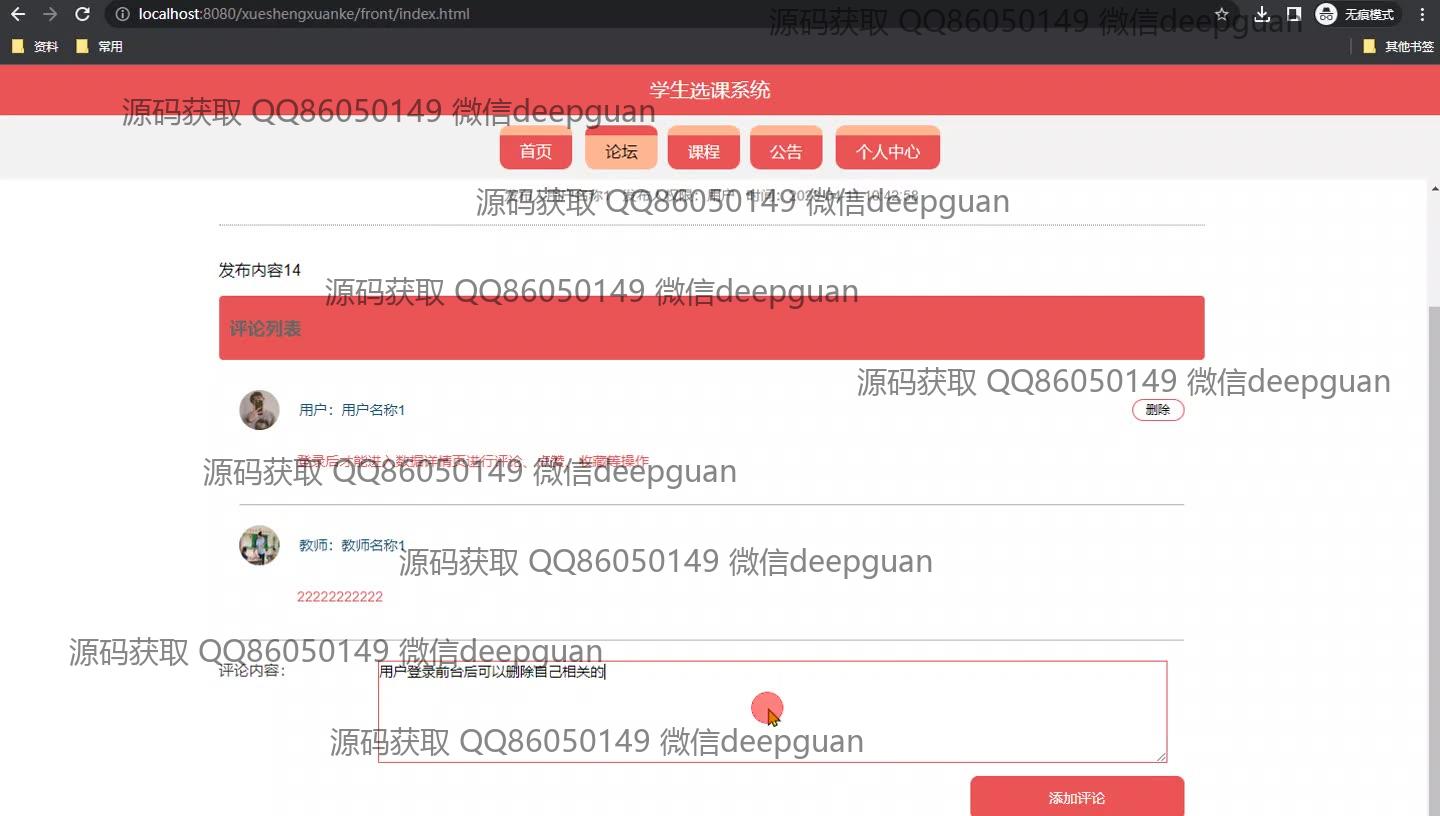 localhost:8080/xueshengxuanke/front/index.html
无痕模式
资料 常用 其他书签
源码获取 QQ86050149 微信deepguan
学生选课系统
源码获取 QQ86050149 微信deepguan
首页 论坛 课程 公告 个人中心
源码获取 QQ86050149 微信deepguan
发布内容14
源码获取 QQ86050149 微信deepguan
评论列表
源码获取 QQ86050149 微信deepguan
用户：用户名称1 删除
登录后才能进入数据详情页进行评论、点赞、收藏等操作
源码获取 QQ86050149 微信deepguan
教师：教师名称1
源码获取 QQ86050149 微信deepguan
22222222222
源码获取 QQ86050149 微信deepguan
评论内容：
用户登录前台后可以删除自己相关的
源码获取 QQ86050149 微信deepguan
添加评论